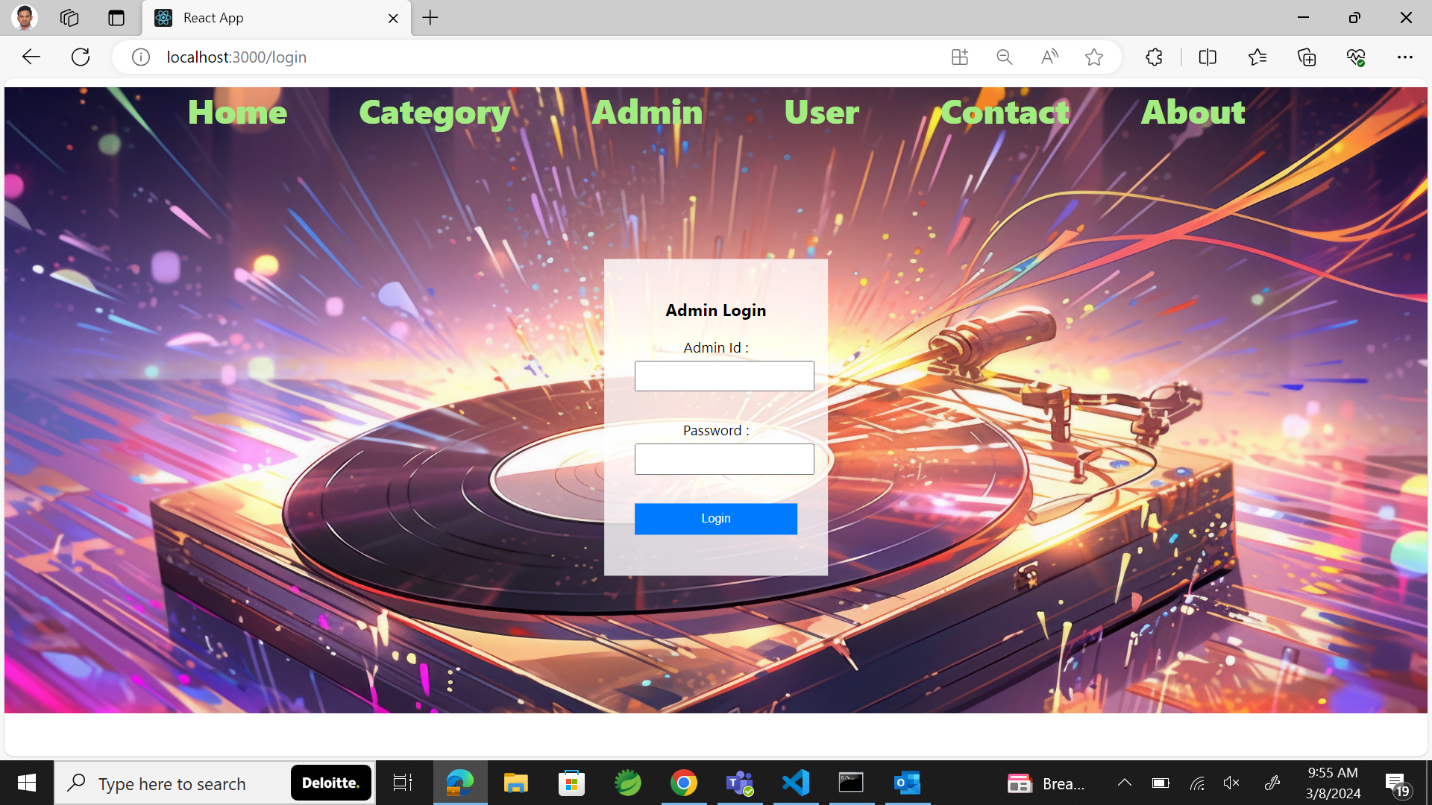 React App
localhost:3000/login
Home Category Admin User Contact About
Admin Login
Admin Id :
Password :
Login
Type here to search
Deloitte.
Brea...
9:55 AM
3/8/2024
19